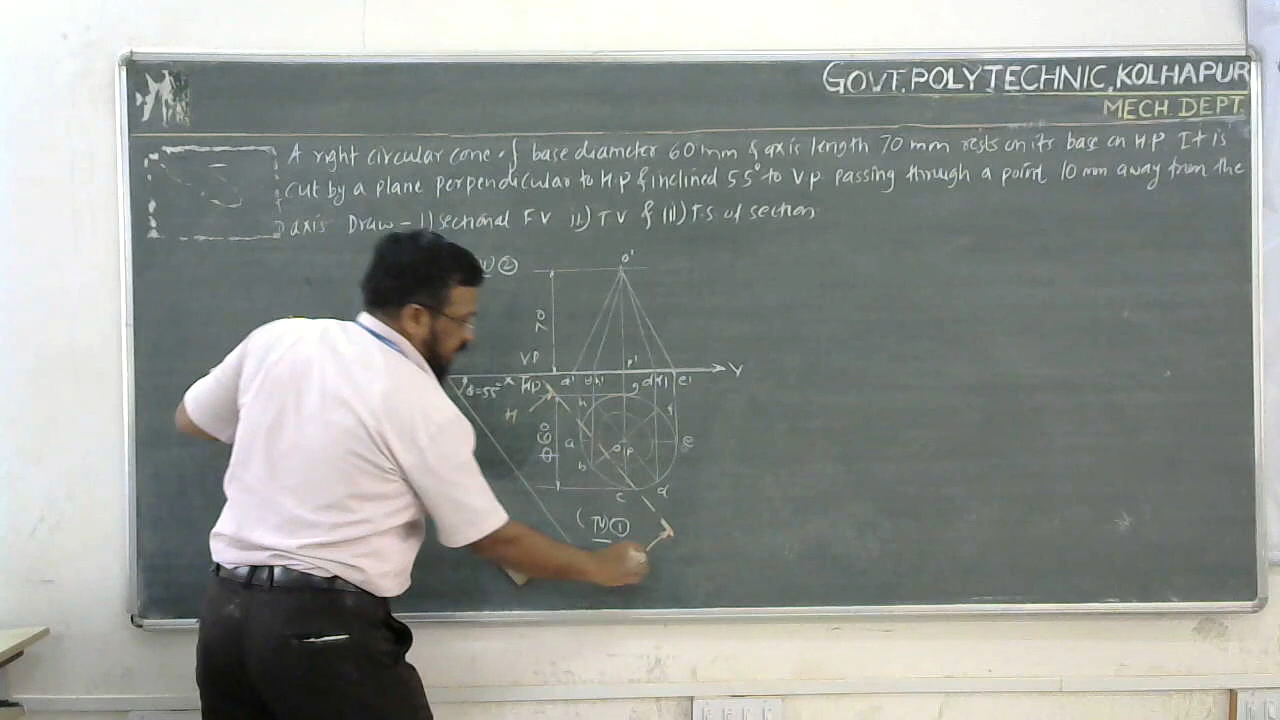 GOVT. POLYTECHNIC, KOLHAPUR
MECH. DEPT.
A right circular cone of base diameter 60 mm & axis length 70 mm rests on its base on HP It is
cut by a plane perpendicular to HP & inclined 55° to VP passing through a point 10 mm away from the
axis Draw - i) sectional FV ii) TV & iii) T.S of section
②
o'
70
VP
p'
Y
θ=55°
X
HP
a'
b'
h'
d'
f'
e'
H
h
g
f
Φ60
a
o
p
e
b
c
d
(TV) ①